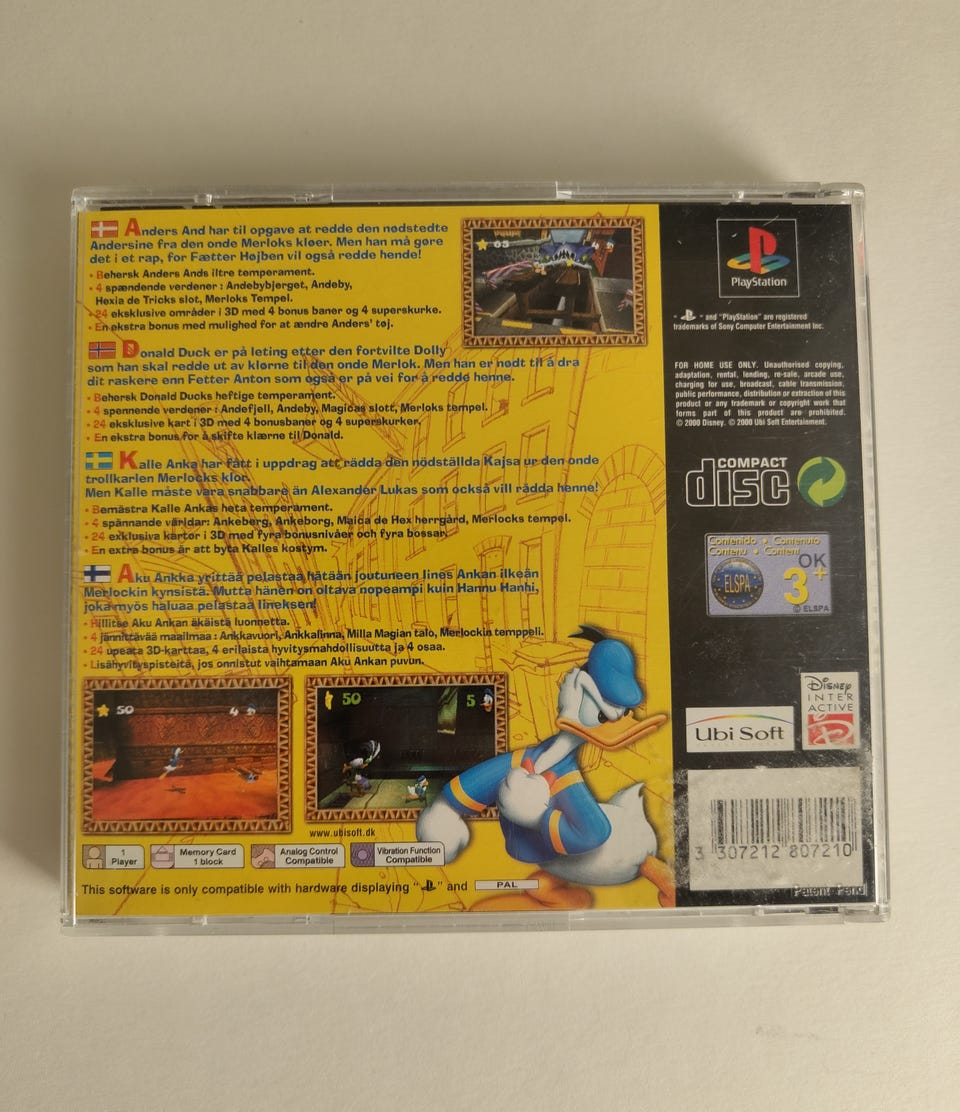 Anders And har til opgave at redde den nødstedte
Andersine fra den onde Merloks kløer. Men han må gøre
det i et rap, for Fætter Højben vil også redde hende!
• Behersk Anders Ands iltre temperament.
• 4 spændende verdener : Andebybjerget, Andeby,
Hexia de Tricks slot, Merloks Tempel.
• 24 eksklusive områder i 3D med 4 bonus baner og 4 superskurke.
• En ekstra bonus med mulighed for at ændre Anders' tøj.
Donald Duck er på leting etter den fortvilte Dolly
som han skal redde ut av klørne til den onde Merlok. Men han er nødt til å dra
dit raskere enn Fetter Anton som også er på vei for å redde henne.
• Behersk Donald Ducks heftige temperament.
• 4 spennende verdener : Andefjell, Andeby, Magicas slott, Merloks tempel.
• 24 eksklusive kart i 3D med 4 bonusbaner og 4 superskurker.
• En ekstra bonus for å skifte klærne til Donald.
Kalle Anka har fått i uppdrag att rädda den nödställda Kajsa ur den onde
trollkarlen Merlocks klor.
Men Kalle måste vara snabbare än Alexander Lukas som också vill rädda henne!
• Bemästra Kalle Ankas heta temperament.
• 4 spännande världar: Ankeberg, Ankeborg, Maica de Hex herrgård, Merlocks tempel.
• 24 exklusiva kartor i 3D med fyra bonusnivåer och fyra bossar.
• En extra bonus är att byta Kalles kostym.
Aku Ankka yrittää pelastaa hätään joutuneen Iines Ankan ilkeän
Merlockin kynsistä. Mutta hänen on oltava nopeampi kuin Hannu Hanhi,
joka myös haluaa pelastaa Iineksen!
• Hillitse Aku Ankan äkäistä luonnetta.
• 4 jännittävää maailmaa : Ankkavuori, Ankkalinna, Milla Magian talo, Merlockin temppeli.
• 24 upeata 3D-karttaa, 4 erilaista hyvitysmahdollisuutta ja 4 osaa.
• Lisähyvityspisteitä, jos onnistut vaihtamaan Aku Ankan puvun.
05 4
50 4
50 5
www.ubisoft.dk
1 Player
Memory Card 1 block
Analog Control Compatible
Vibration Function Compatible
This software is only compatible with hardware displaying " " and PAL
PlayStation
" " and "PlayStation" are registered
trademarks of Sony Computer Entertainment Inc.
FOR HOME USE ONLY. Unauthorised copying,
adaptation, rental, lending, re-sale, arcade use,
charging for use, broadcast, cable transmission,
public performance, distribution or extraction of this
product or any trademark or copyright work that
forms part of this product are prohibited.
© 2000 Disney. © 2000 Ubi Soft Entertainment.
COMPACT
disc
Contenido • Contenuto
Contenu • Content
OK
ELSPA
3+
© ELSPA
Disney
INTER
ACTIVE
Ubi Soft
ENTERTAINMENT
3 307212 807210
Patent Pend